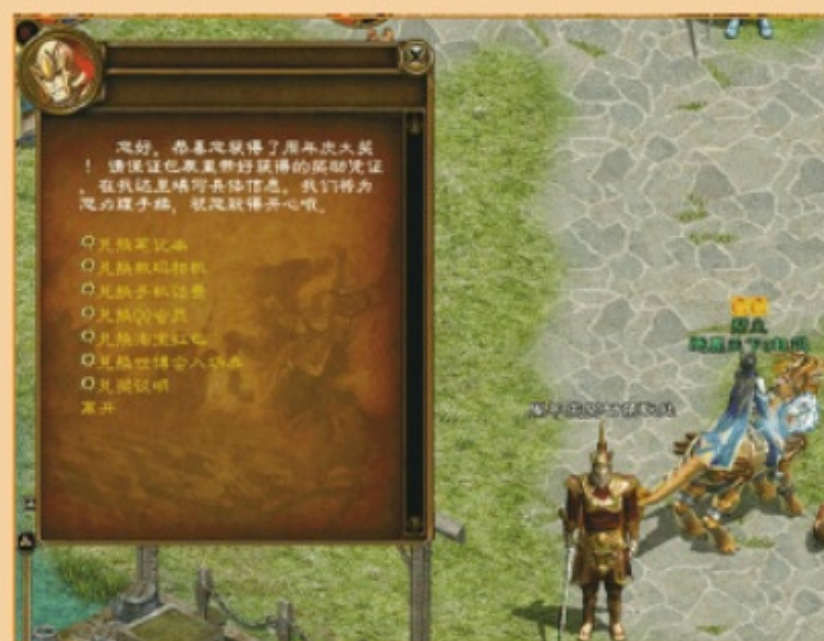 您好，恭喜您获得了周年庆大奖
！请保证包裹里带好获得的奖励凭证
，在我这里填写具体信息，我们将为
您办理手续，祝您玩得开心哦。
兑换笔记本
兑换数码相机
兑换手机话费
兑换QQ会员
兑换淘宝红包
兑换世博会入场券
兑奖说明
离开